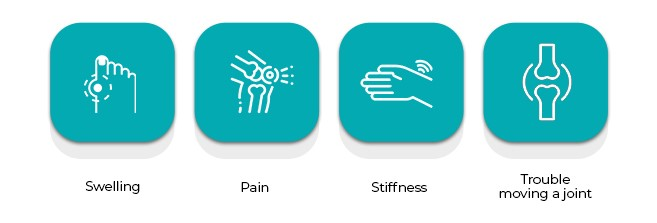 Swelling
Pain
Stiffness
Trouble
moving a joint